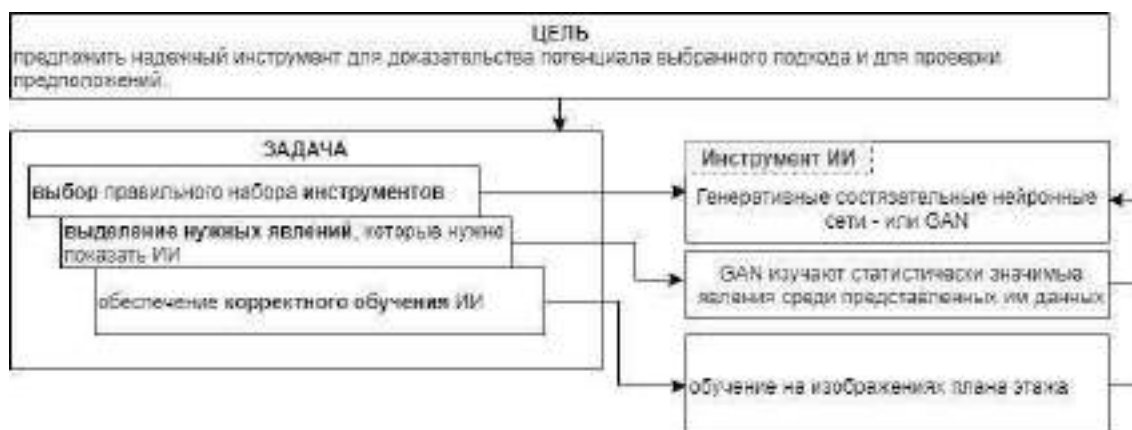 ЦЕЛЬ
предложить надежный инструмент для доказательства потенциала выбранного подхода и для проверки
предположений.
ЗАДАЧА
выбор правильного набора инструментов
выделение нужных явлений, которые нужно
показать ИИ
обеспечение корректного обучения ИИ
Инструмент ИИ
Генеративные состязательные нейронные
сети - или GAN
GAN изучают статистически значимые
явления среди представленных им данных
обучение на изображениях плана этажа